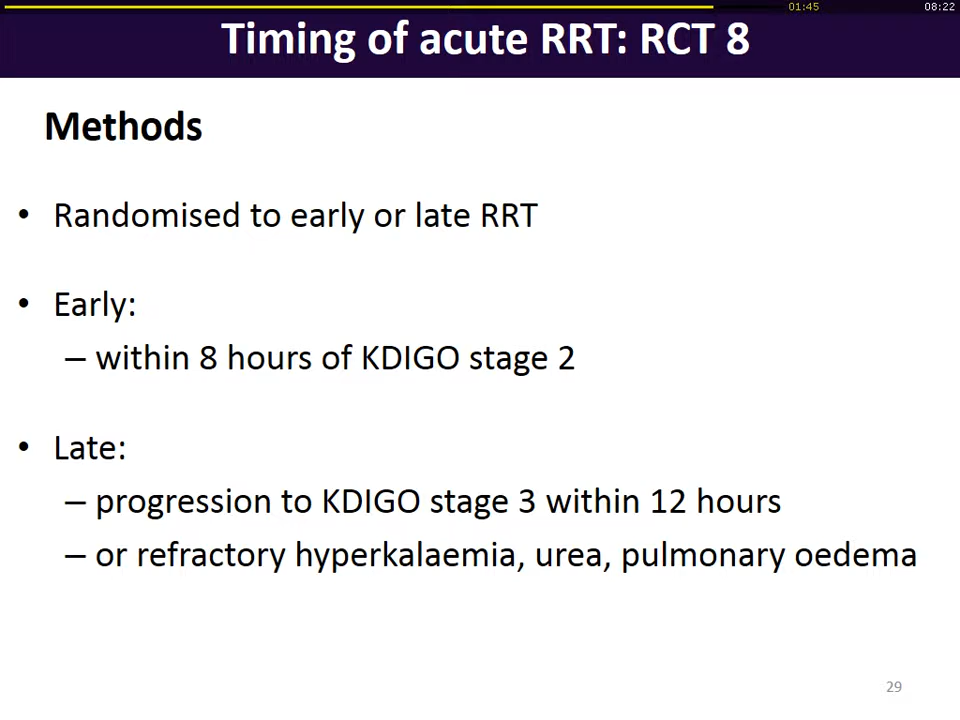 01:45
08:22
Timing of acute RRT: RCT 8
Methods
• Randomised to early or late RRT
• Early:
– within 8 hours of KDIGO stage 2
• Late:
– progression to KDIGO stage 3 within 12 hours
– or refractory hyperkalaemia, urea, pulmonary oedema
29